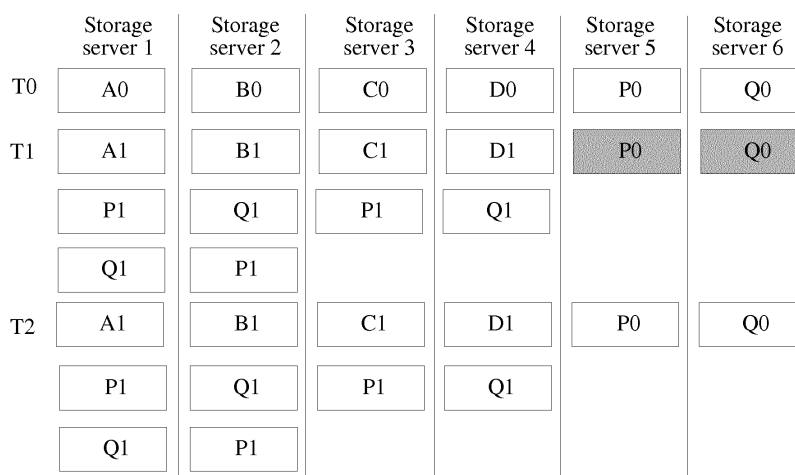 Storage server 1 Storage server 2 Storage server 3 Storage server 4 Storage server 5 Storage server 6
T0 A0 B0 C0 D0 P0 Q0
T1 A1 B1 C1 D1 P0 Q0
P1 Q1 P1 Q1
Q1 P1
T2 A1 B1 C1 D1 P0 Q0
P1 Q1 P1 Q1
Q1 P1